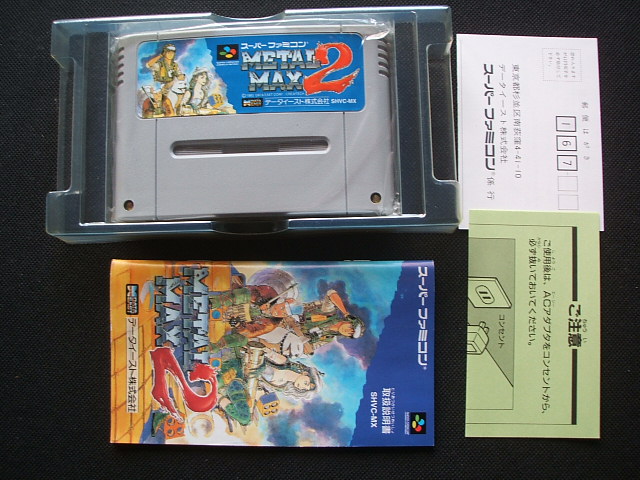 スーパーファミコン
METAL
MAX 2
データイースト株式会社 SHVC-MX
郵便はがき
167
東京都杉並区南荻窪4-41-10
データイースト株式会社
スーパーファミコン®係 行
スーパーファミコン®
METAL
MAX 2
データイースト株式会社
取扱説明書
SHVC-MX
ご注意
ご使用後は、ACアダプタをコンセントから、
必ず抜いておいてください。
コンセント